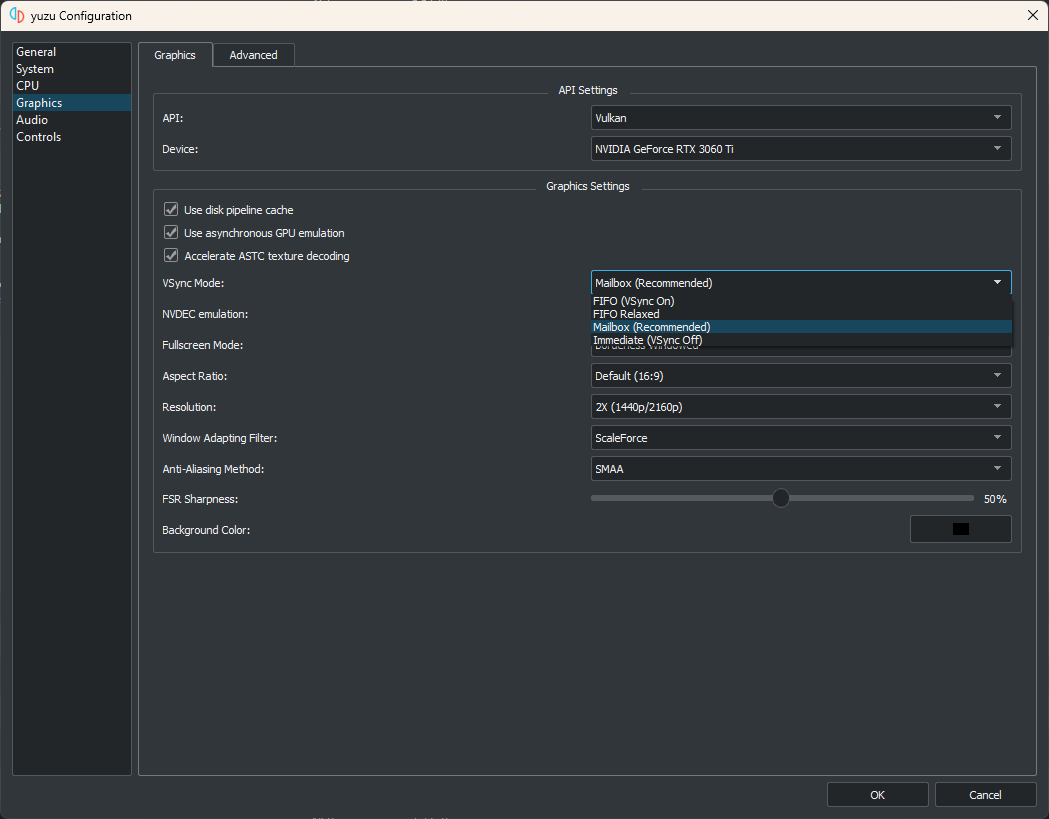 yuzu Configuration
General
System
CPU
Graphics
Audio
Controls
Graphics
Advanced
API Settings
API:
Vulkan
Device:
NVIDIA GeForce RTX 3060 Ti
Graphics Settings
Use disk pipeline cache
Use asynchronous GPU emulation
Accelerate ASTC texture decoding
VSync Mode:
Mailbox (Recommended)
FIFO (VSync On)
FIFO Relaxed
Mailbox (Recommended)
Immediate (VSync Off)
NVDEC emulation:
Fullscreen Mode:
Borderless Windowed
Aspect Ratio:
Default (16:9)
Resolution:
2X (1440p/2160p)
Window Adapting Filter:
ScaleForce
Anti-Aliasing Method:
SMAA
FSR Sharpness:
50%
Background Color:
OK
Cancel